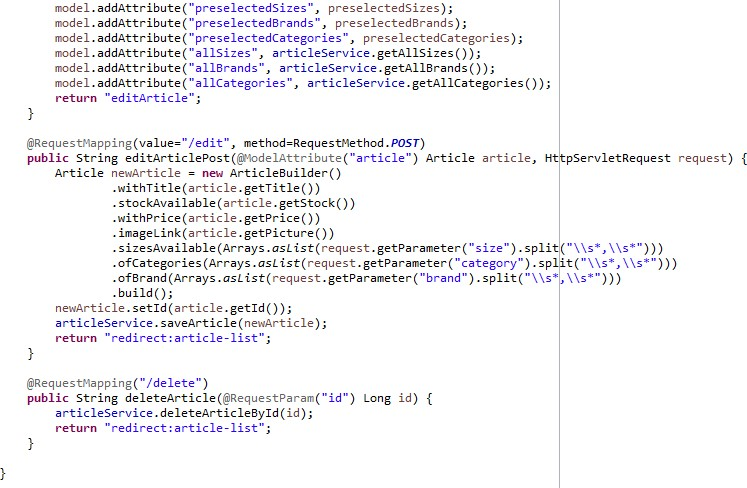 model.addAttribute("preselectedSizes", preselectedSizes);
model.addAttribute("preselectedBrands", preselectedBrands);
model.addAttribute("preselectedCategories", preselectedCategories);
model.addAttribute("allSizes", articleService.getAllSizes());
model.addAttribute("allBrands", articleService.getAllBrands());
model.addAttribute("allCategories", articleService.getAllCategories());
return "editArticle";
}
@RequestMapping(value="/edit", method=RequestMethod.POST)
public String editArticlePost(@ModelAttribute("article") Article article, HttpServletRequest request) {
Article newArticle = new ArticleBuilder()
.withTitle(article.getTitle())
.stockAvailable(article.getStock())
.withPrice(article.getPrice())
.imageLink(article.getPicture())
.sizesAvailable(Arrays.asList(request.getParameter("size").split("\\s*,\\s*")))
.ofCategories(Arrays.asList(request.getParameter("category").split("\\s*,\\s*")))
.ofBrand(Arrays.asList(request.getParameter("brand").split("\\s*,\\s*")))
.build();
newArticle.setId(article.getId());
articleService.saveArticle(newArticle);
return "redirect:article-list";
}
@RequestMapping("/delete")
public String deleteArticle(@RequestParam("id") Long id) {
articleService.deleteArticleById(id);
return "redirect:article-list";
}
}